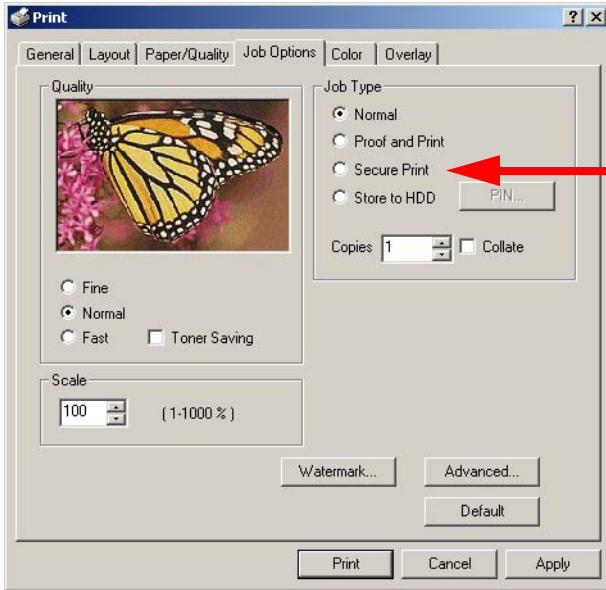 Print
General Layout Paper/Quality Job Options Color Overlay
Quality
Fine
Normal
Fast Toner Saving
Scale
100 (1-1000 %)
Job Type
Normal
Proof and Print
Secure Print
Store to HDD PIN...
Copies 1 Collate
Watermark... Advanced...
Default
Print Cancel Apply